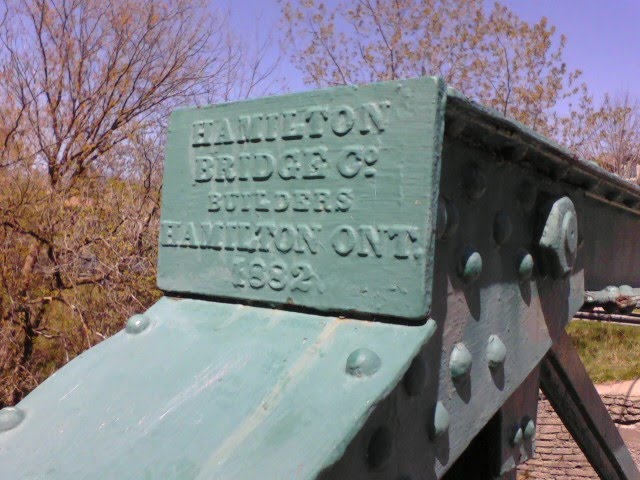 HAMILTON
BRIDGE Co
BUILDERS
HAMILTON ONT.
1882